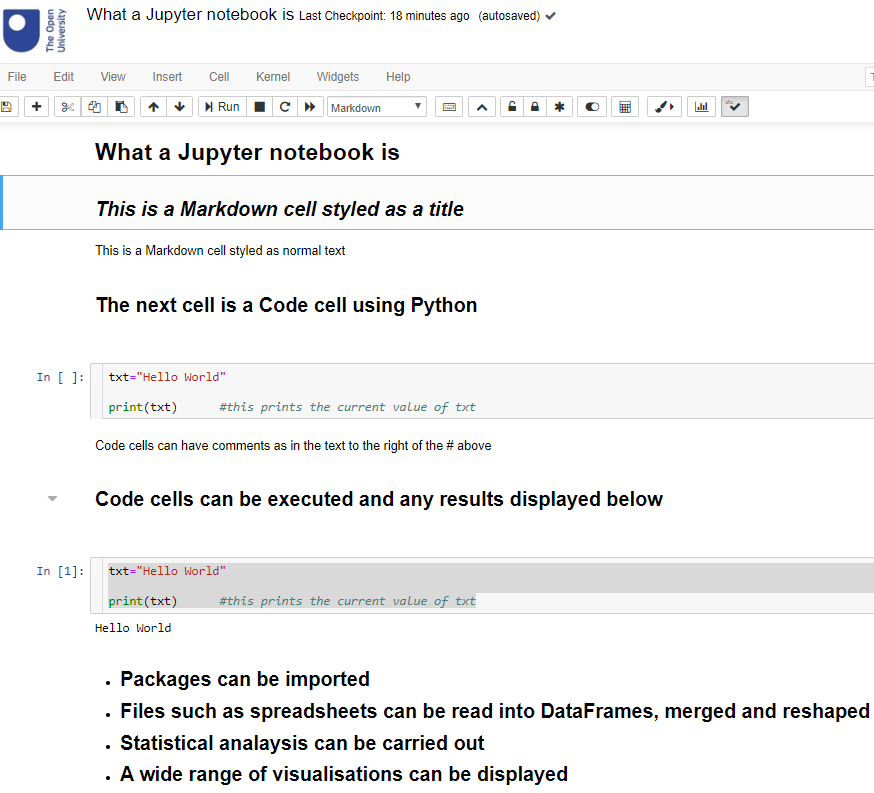 The Open
University
What a Jupyter notebook is Last Checkpoint: 18 minutes ago (autosaved)
File Edit View Insert Cell Kernel Widgets Help
Run Markdown
What a Jupyter notebook is
This is a Markdown cell styled as a title
This is a Markdown cell styled as normal text
The next cell is a Code cell using Python
In [ ]: txt="Hello World"
print(txt) #this prints the current value of txt
Code cells can have comments as in the text to the right of the # above
Code cells can be executed and any results displayed below
In [1]: txt="Hello World"
print(txt) #this prints the current value of txt
Hello World
• Packages can be imported
• Files such as spreadsheets can be read into DataFrames, merged and reshaped
• Statistical analaysis can be carried out
• A wide range of visualisations can be displayed